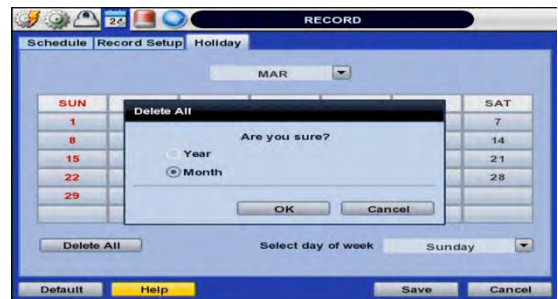 24
RECORD
Schedule Record Setup Holiday
MAR
SUN SAT
Delete All
1 7
Are you sure?
8 14
Year
15 21
Month
22 28
29
OK Cancel
Delete All Select day of week Sunday
Default Help Save Cancel